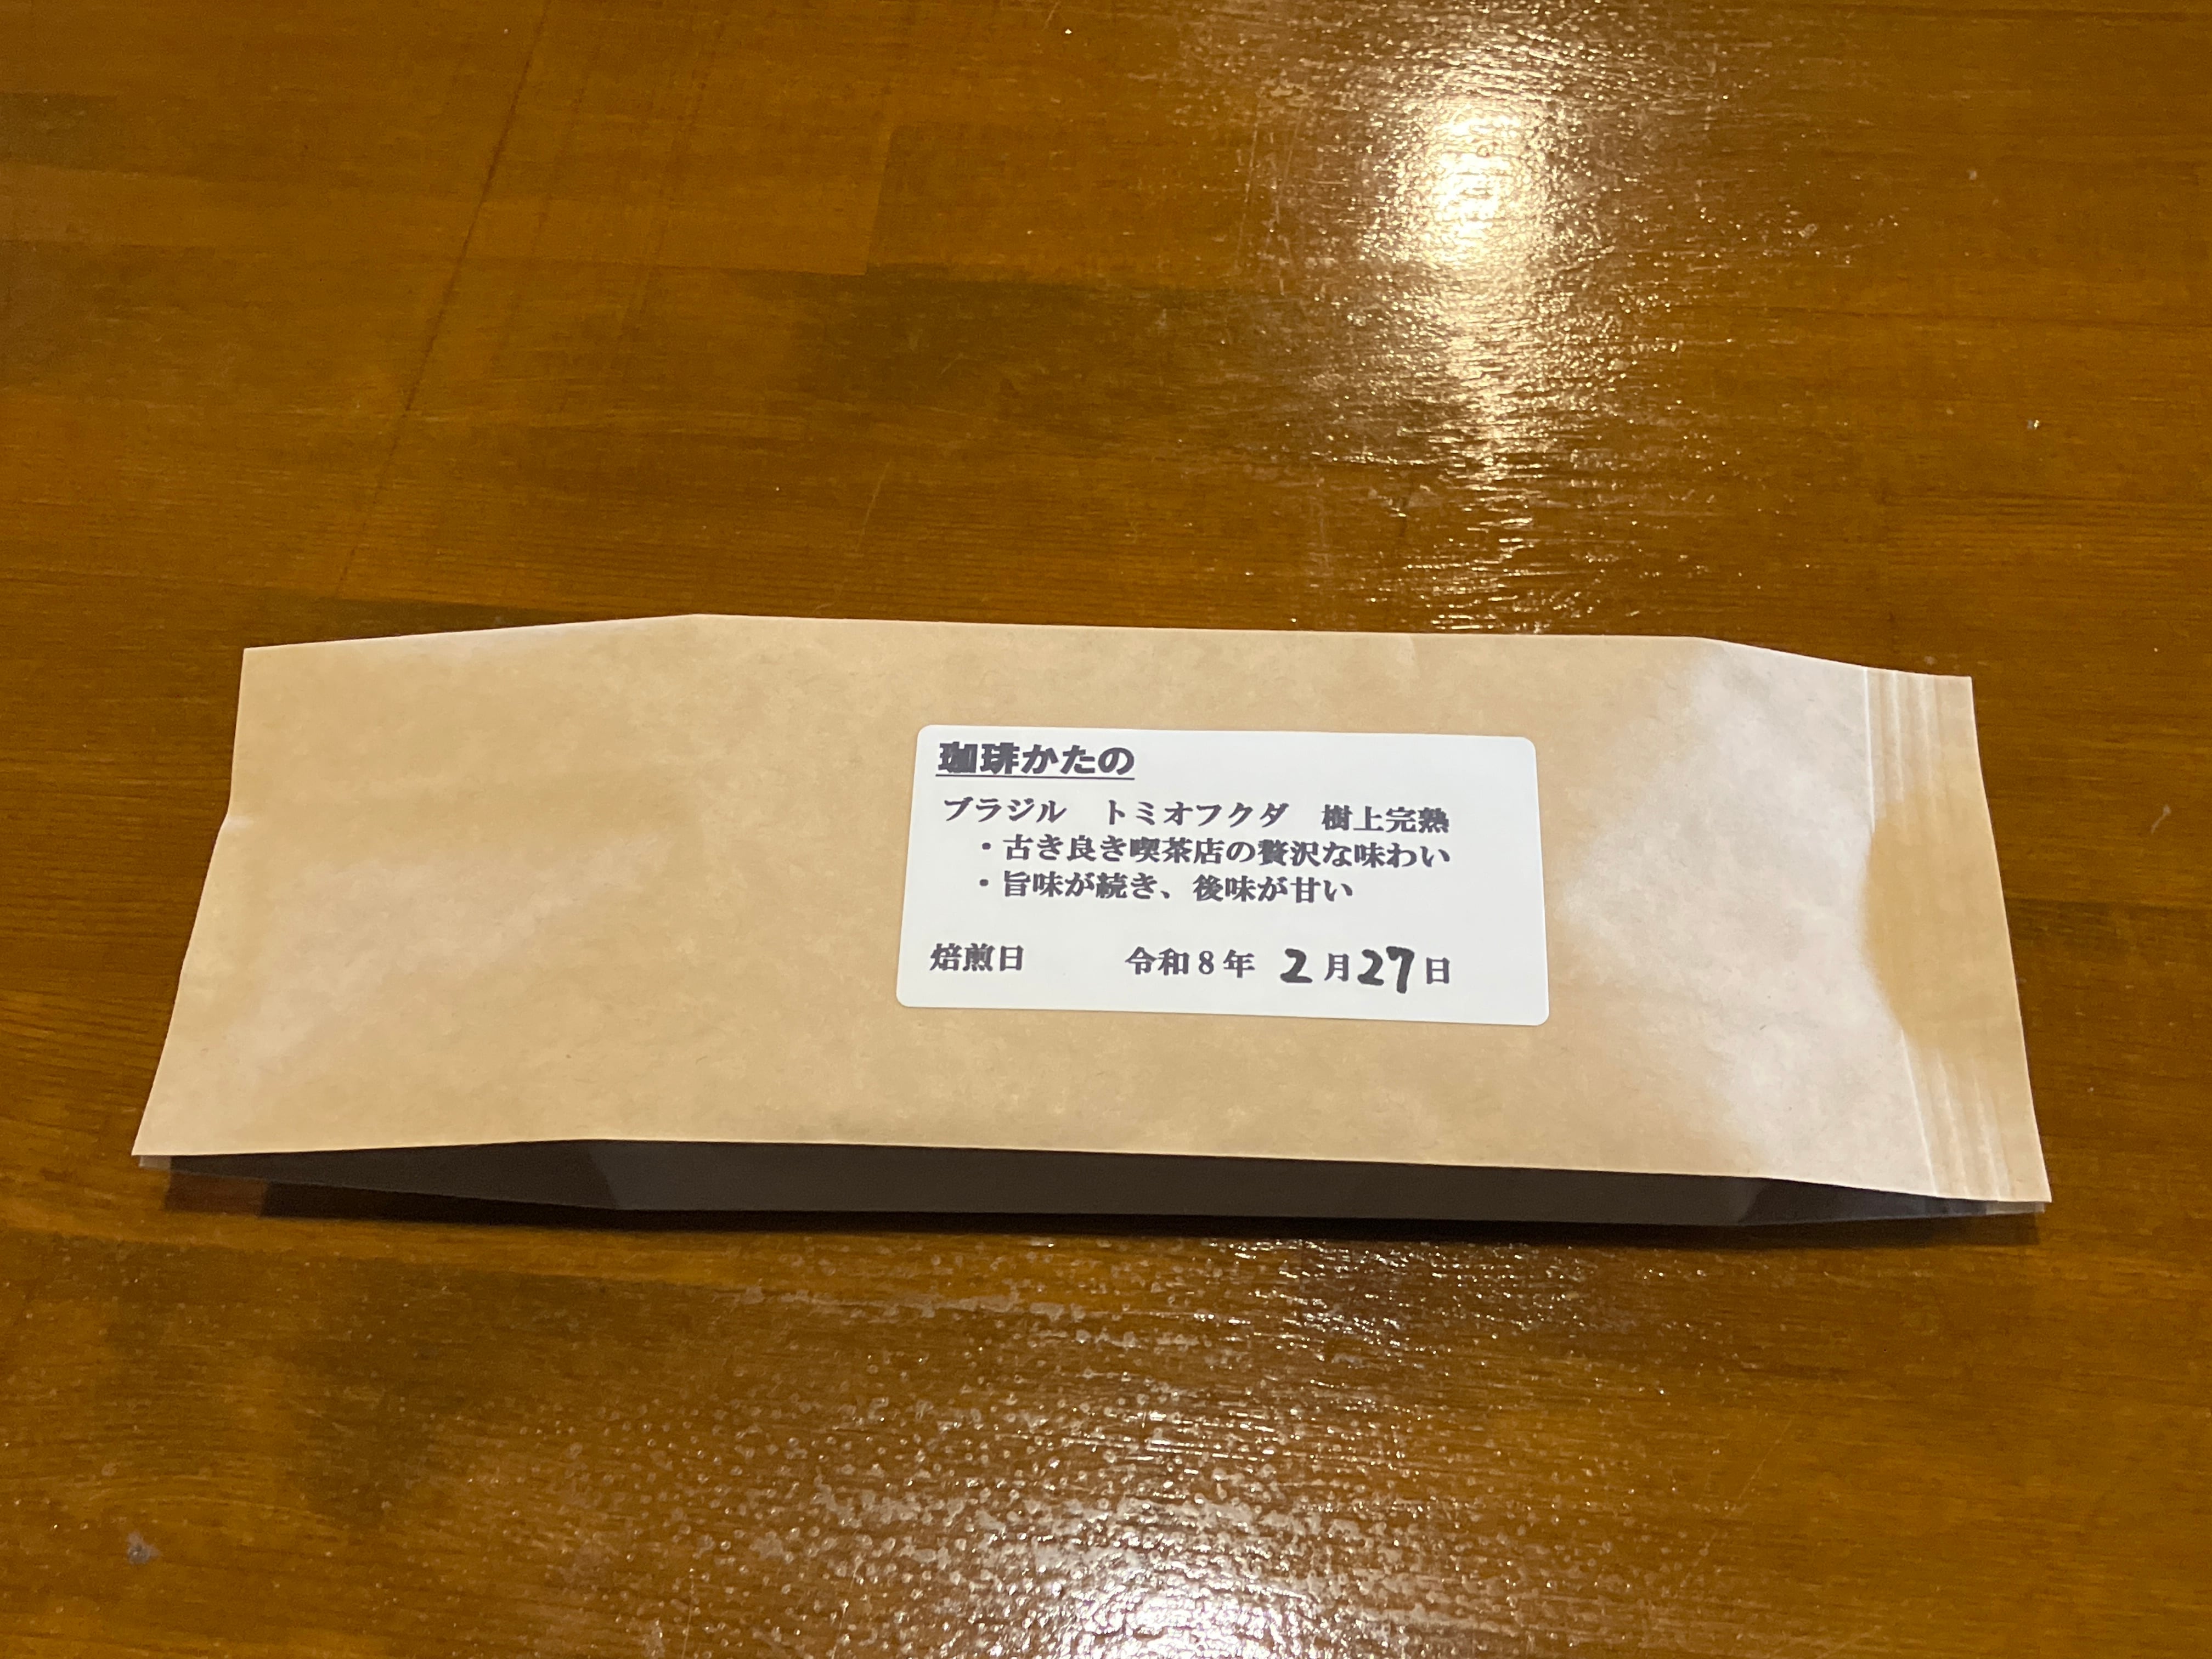 珈琲かたの
ブラジル　トミオフクダ　樹上完熟
・古き良き喫茶店の贅沢な味わい
・旨味が続き、後味が甘い
焙煎日　　　令和８年　2月27日